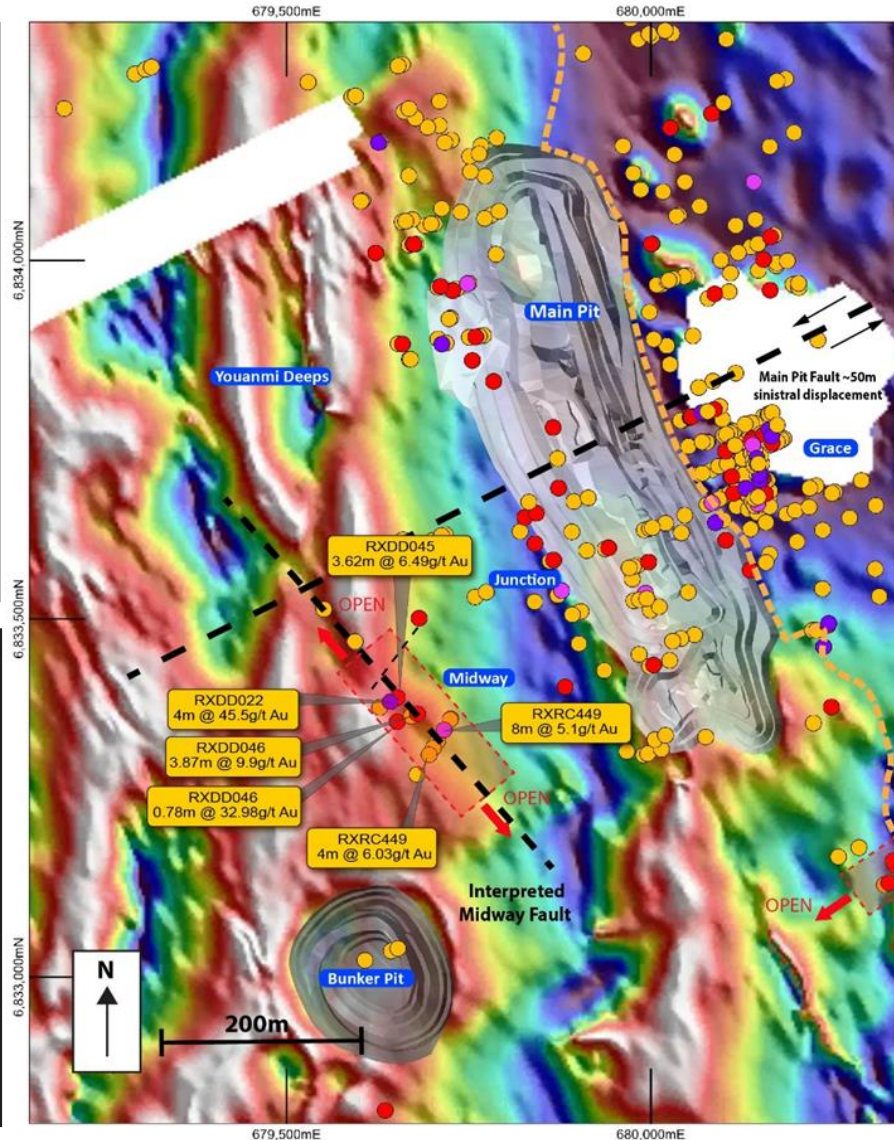 679,500mE
680,000mE
6,834,000mN
Main Pit
Youanmi Deeps
Main Pit Fault ~50m
sinistral displacement
Grace
RXDD045
3.62m @ 6.49g/t Au
Junction
OPEN
6,833,500mN
Midway
RXDD022
4m @ 45.5g/t Au
RXRC449
8m @ 5.1g/t Au
RXDD046
3.87m @ 9.9g/t Au
RXDD046
0.78m @ 32.98g/t Au
OPEN
RXRC449
4m @ 6.03g/t Au
Interpreted
Midway Fault
OPEN
N
Bunker Pit
6,833,000mN
200m
679,500mE
680,000mE